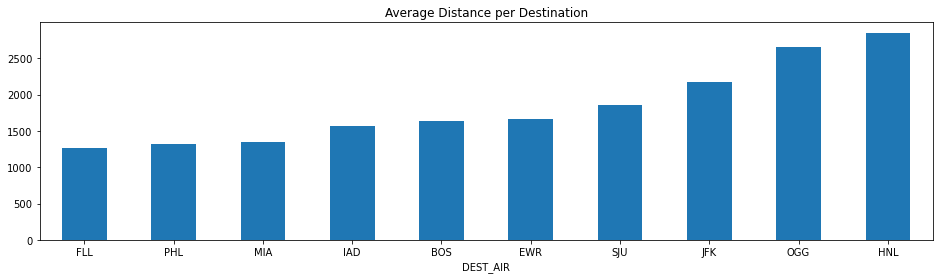 Average Distance per Destination
2500
2000
1500
1000
500
0
FLL PHL MIA IAD BOS EWR SJU JFK OGG HNL
DEST_AIR